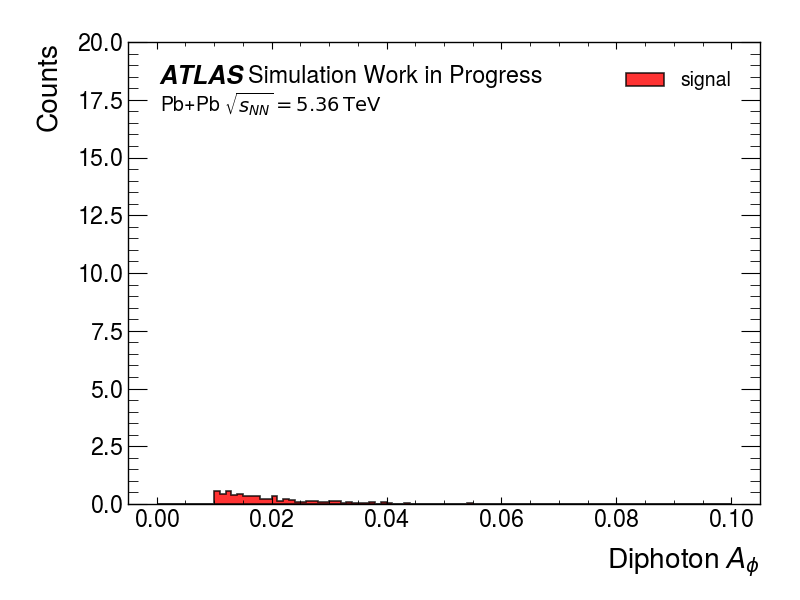 20.0
17.5
15.0
12.5
10.0
7.5
5.0
2.5
0.0
Counts
ATLAS Simulation Work in Progress
Pb+Pb √s_NN = 5.36 TeV
signal
0.00 0.02 0.04 0.06 0.08 0.10
Diphoton A_ϕ